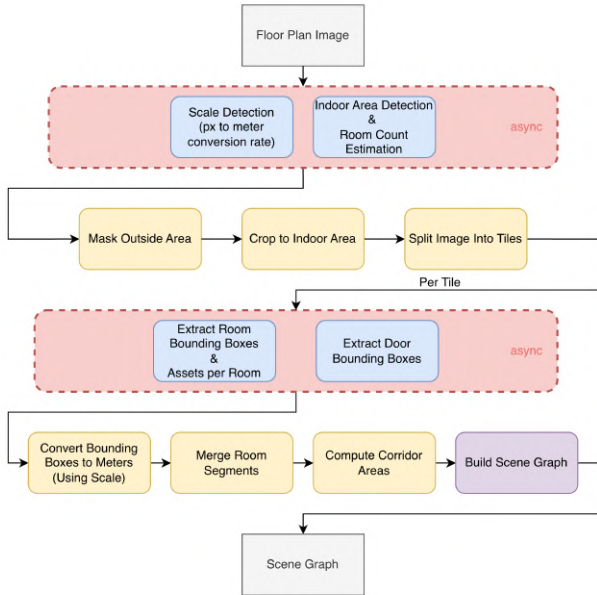 Floor Plan Image
Scale Detection
(px to meter
conversion rate)
Indoor Area Detection
&
Room Count
Estimation
async
Mask Outside Area
Crop to Indoor Area
Split Image Into Tiles
Per Tile
Extract Room
Bounding Boxes
&
Assets per Room
Extract Door
Bounding Boxes
async
Convert Bounding
Boxes to Meters
(Using Scale)
Merge Room
Segments
Compute Corridor
Areas
Build Scene Graph
Scene Graph